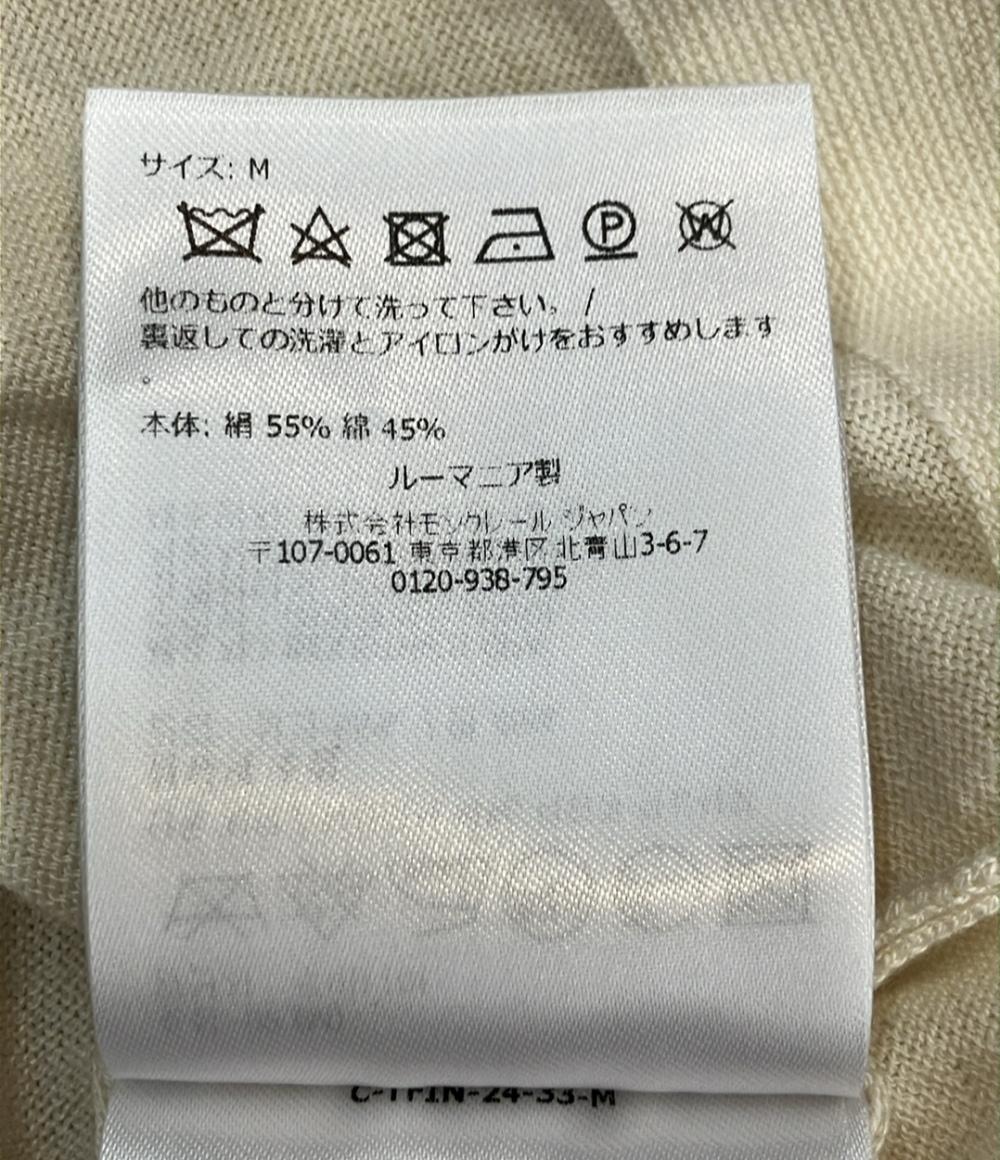 サイズ: M
P W
他のものと分けて洗って下さい。 /
裏返しての洗濯とアイロンがけをおすすめします
。
本体: 絹 55% 綿 45%
ルーマニア製
株式会社モンクレール ジャパン
〒107-0061 東京都港区北青山3-6-7
0120-938-795